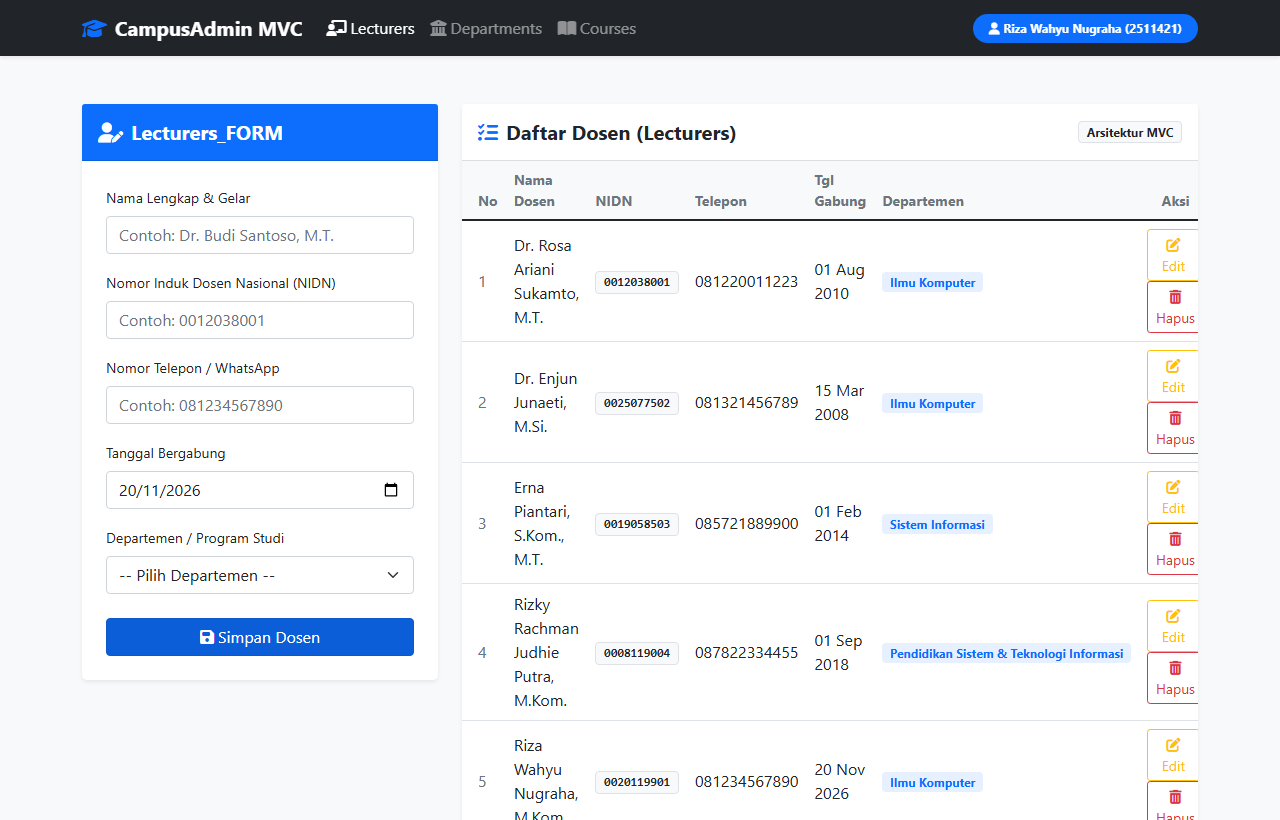 CampusAdmin MVC Lecturers Departments Courses Riza Wahyu Nugraha (2511421)
Lecturers_FORM
Nama Lengkap & Gelar
Contoh: Dr. Budi Santoso, M.T.
Nomor Induk Dosen Nasional (NIDN)
Contoh: 0012038001
Nomor Telepon / WhatsApp
Contoh: 081234567890
Tanggal Bergabung
20/11/2026
Departemen / Program Studi
-- Pilih Departemen --
Simpan Dosen
Daftar Dosen (Lecturers) Arsitektur MVC
No Nama Dosen NIDN Telepon Tgl Gabung Departemen Aksi
1 Dr. Rosa Ariani Sukamto, M.T. 0012038001 081220011223 01 Aug 2010 Ilmu Komputer Edit Hapus
2 Dr. Enjun Junaeti, M.Si. 0025077502 081321456789 15 Mar 2008 Ilmu Komputer Edit Hapus
3 Erna Piantari, S.Kom., M.T. 0019058503 085721889900 01 Feb 2014 Sistem Informasi Edit Hapus
4 Rizky Rachman Judhie Putra, M.Kom. 0008119004 087822334455 01 Sep 2018 Pendidikan Sistem & Teknologi Informasi Edit Hapus
5 Riza Wahyu Nugraha, M.Kom. 0020119901 081234567890 20 Nov 2026 Ilmu Komputer Edit Hapus